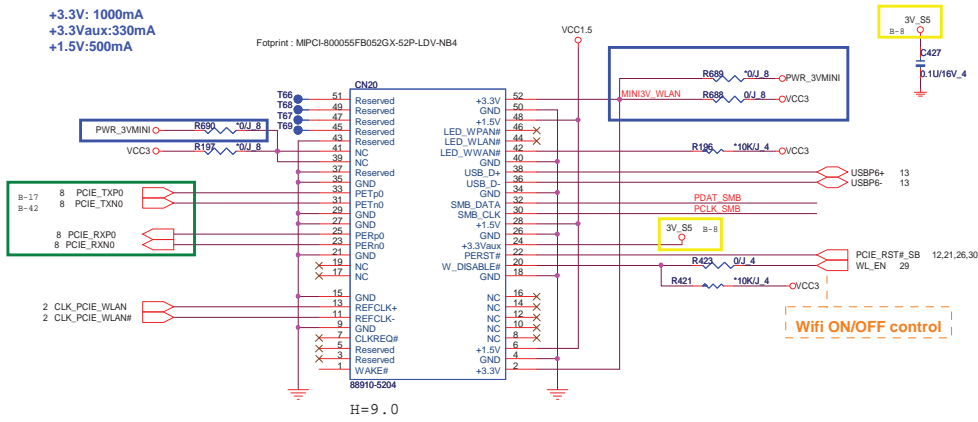 +3.3V: 1000mA
+3.3Vaux:330mA
+1.5V:500mA
Fotprint : MIPCI-800055FB052GX-52P-LDV-NB4
VCC1.5
3V_S5
B-8
C427
0.1U/16V_4
CN20
T66
T68
T67
T69
51 Reserved
49 Reserved
47 Reserved
45 Reserved
43 Reserved
41 NC
39 NC
37 Reserved
35 GND
33 PETp0
31 PETn0
29 GND
27 GND
25 PERp0
23 PERn0
21 GND
19 NC
17 NC
15 GND
13 REFCLK+
11 REFCLK-
9 GND
7 CLKREQ#
5 Reserved
3 Reserved
1 WAKE#
+3.3V 52
GND 50
+1.5V 48
LED_WPAN# 46
LED_WLAN# 44
LED_WWAN# 42
GND 40
USB_D+ 38
USB_D- 36
GND 34
SMB_DATA 32
SMB_CLK 30
+1.5V 28
GND 26
+3.3Vaux 24
PERST# 22
W_DISABLE# 20
GND 18
NC 16
NC 14
NC 12
NC 10
NC 8
+1.5V 6
GND 4
+3.3V 2
88910-5204
H=9.0
PWR_3VMINI R690 *0/J_8
VCC3 R197 *0/J_8
B-17
B-42
8 PCIE_TXP0
8 PCIE_TXN0
8 PCIE_RXP0
8 PCIE_RXN0
2 CLK_PCIE_WLAN
2 CLK_PCIE_WLAN#
R689 *0/J_8 PWR_3VMINI
MINI3V_WLAN R688 0/J_8 VCC3
R196 *10K/J_4 VCC3
USBP6+ 13
USBP6- 13
PDAT_SMB
PCLK_SMB
3V_S5 B-8
PCIE_RST#_SB 12,21,26,30
R423 0/J_4 WL_EN 29
R421 *10K/J_4 VCC3
Wifi ON/OFF control